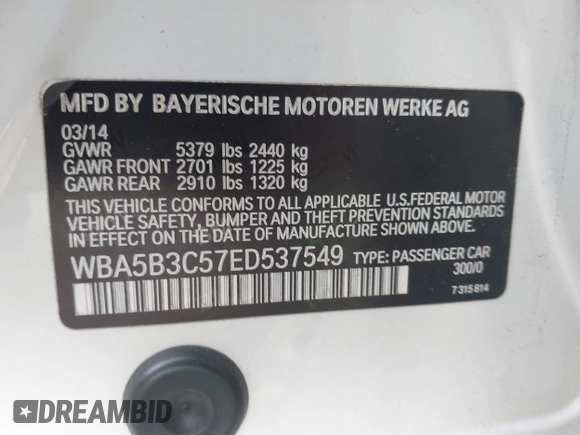 MFD BY BAYERISCHE MOTOREN WERKE AG
03/14
GVWR 5379 lbs 2440 kg
GAWR FRONT 2701 lbs 1225 kg
GAWR REAR 2910 lbs 1320 kg
THIS VEHICLE CONFORMS TO ALL APPLICABLE U.S.FEDERAL MOTOR
VEHICLE SAFETY, BUMPER AND THEFT PREVENTION STANDARDS
IN EFFECT ON THE DATE OF MANUFACTURE SHOWN ABOVE.
WBA5B3C57ED537549 TYPE: PASSENGER CAR
300/0
7315814
DREAMBID